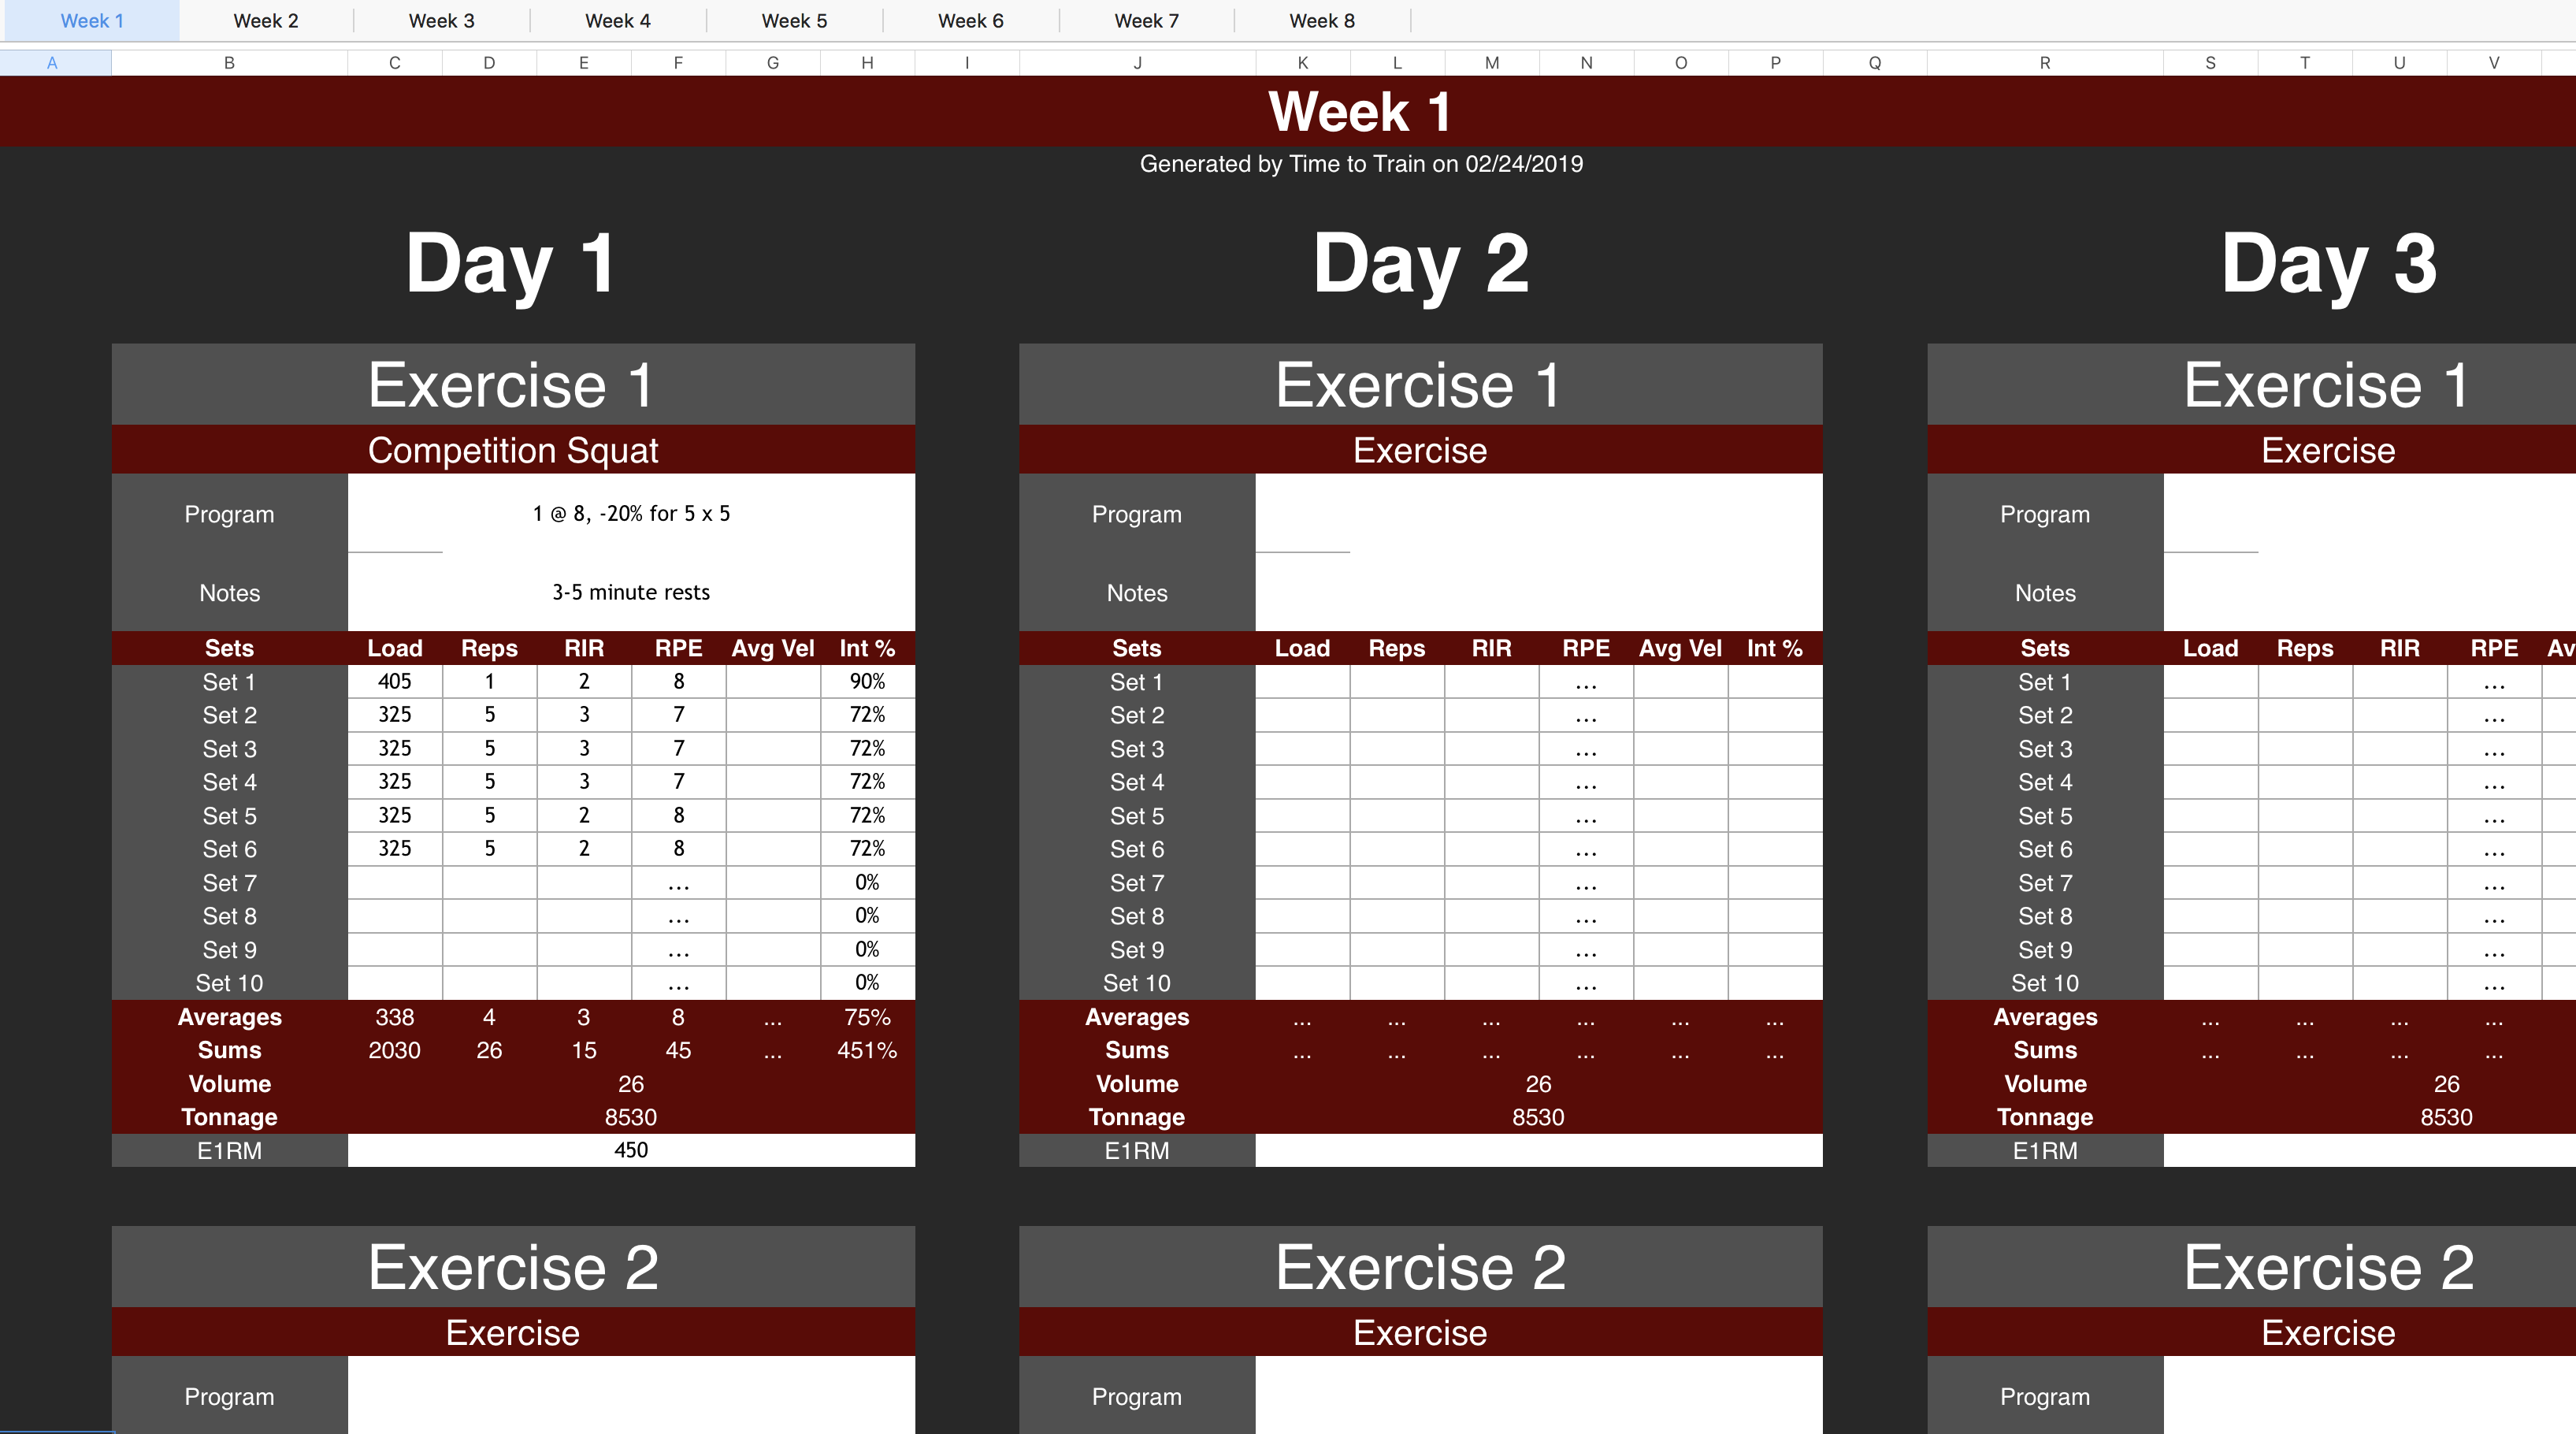 Week 1 Week 2 Week 3 Week 4 Week 5 Week 6 Week 7 Week 8
A B C D E F G H I J K L M N O P Q R S T U V
Week 1
Generated by Time to Train on 02/24/2019
Day 1 Day 2 Day 3
Exercise 1 Exercise 1 Exercise 1
Competition Squat Exercise Exercise
Program 1 @ 8, -20% for 5 x 5 Program Program
Notes 3-5 minute rests Notes Notes
Sets Load Reps RIR RPE Avg Vel Int % Sets Load Reps RIR RPE Avg Vel Int % Sets Load Reps RIR RPE Av
Set 1 405 1 2 8 90% Set 1 ... Set 1 ...
Set 2 325 5 3 7 72% Set 2 ... Set 2 ...
Set 3 325 5 3 7 72% Set 3 ... Set 3 ...
Set 4 325 5 3 7 72% Set 4 ... Set 4 ...
Set 5 325 5 2 8 72% Set 5 ... Set 5 ...
Set 6 325 5 2 8 72% Set 6 ... Set 6 ...
Set 7 ... 0% Set 7 ... Set 7 ...
Set 8 ... 0% Set 8 ... Set 8 ...
Set 9 ... 0% Set 9 ... Set 9 ...
Set 10 ... 0% Set 10 ... Set 10 ...
Averages 338 4 3 8 ... 75% Averages ... ... ... ... ... ... Averages ... ... ... ...
Sums 2030 26 15 45 ... 451% Sums ... ... ... ... ... ... Sums ... ... ... ...
Volume 26 Volume 26 Volume 26
Tonnage 8530 Tonnage 8530 Tonnage 8530
E1RM 450 E1RM E1RM
Exercise 2 Exercise 2 Exercise 2
Exercise Exercise Exercise
Program Program Program